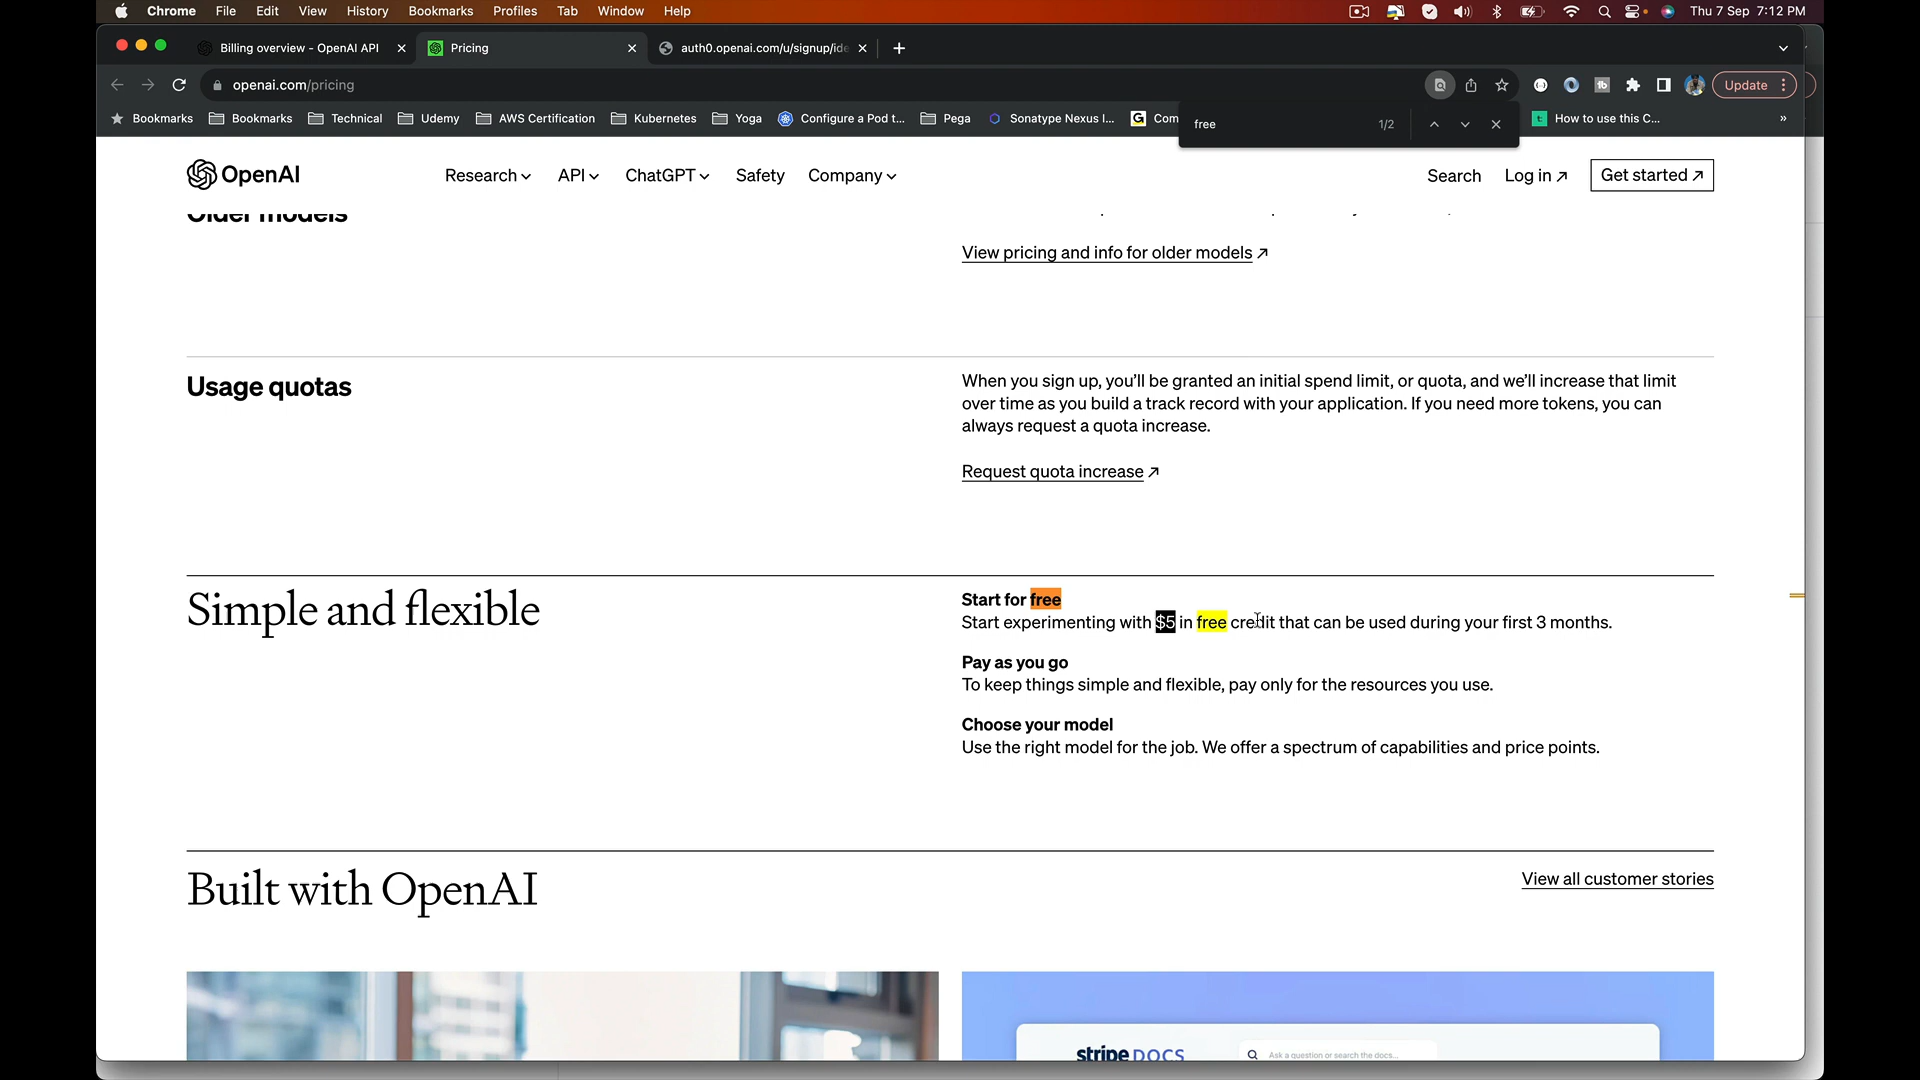 Chrome File Edit View History Bookmarks Profiles Tab Window Help Thu 7 Sep 7:12 PM
Billing overview - OpenAI API Pricing auth0.openai.com/u/signup/ide
openai.com/pricing Update
Bookmarks Bookmarks Technical Udemy AWS Certification Kubernetes Yoga Configure a Pod t... Pega Sonatype Nexus I... Com How to use this C... »
free 1/2
OpenAI Research API ChatGPT Safety Company Search Log in ↗ Get started ↗
Older models
View pricing and info for older models ↗
Usage quotas
When you sign up, you’ll be granted an initial spend limit, or quota, and we’ll increase that limit
over time as you build a track record with your application. If you need more tokens, you can
always request a quota increase.
Request quota increase ↗
Simple and flexible
Start for free
Start experimenting with $5 in free credit that can be used during your first 3 months.
Pay as you go
To keep things simple and flexible, pay only for the resources you use.
Choose your model
Use the right model for the job. We offer a spectrum of capabilities and price points.
Built with OpenAI
View all customer stories
stripe DOCS
Ask a question or search the docs...